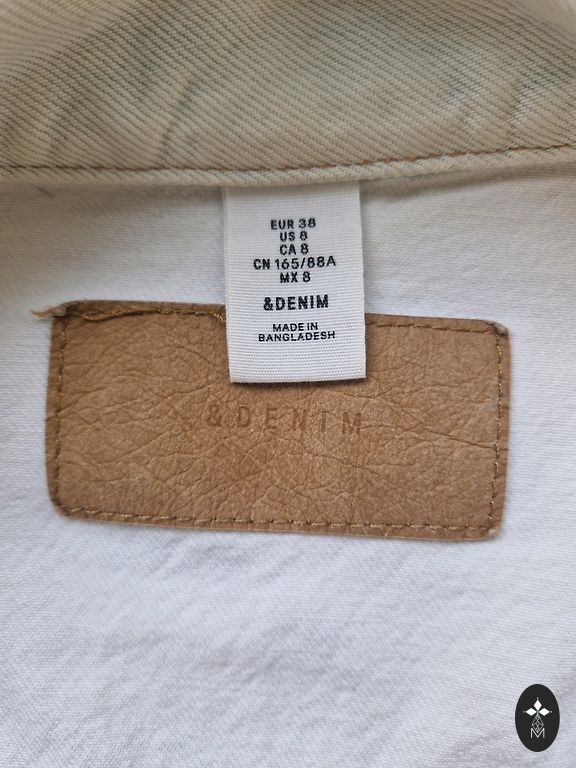 EUR 38
US 8
CA 8
CN 165/88A
MX 8
&DENIM
MADE IN
BANGLADESH
&DENIM
M